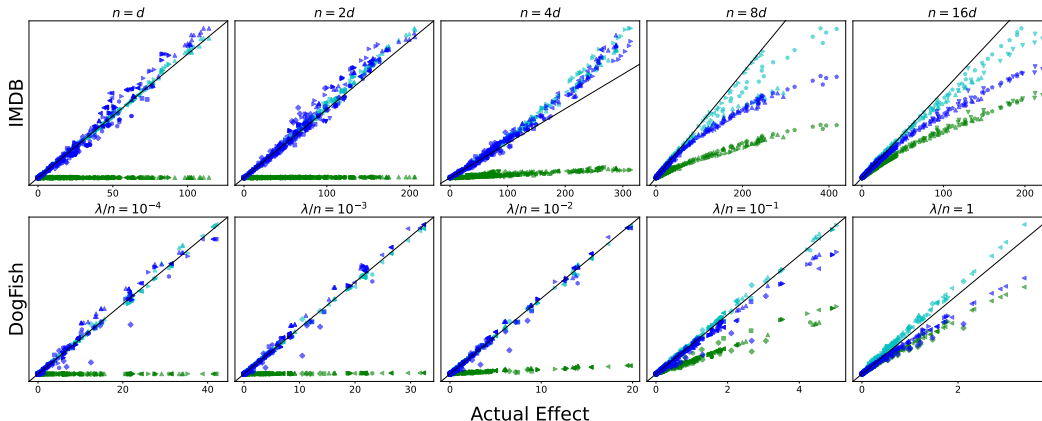 n = d
n = 2d
n = 4d
n = 8d
n = 16d
IMDB
0 50 100
0 100 200
0 100 200 300
0 200 400
0 100 200
λ/n = 10⁻⁴
λ/n = 10⁻³
λ/n = 10⁻²
λ/n = 10⁻¹
λ/n = 1
DogFish
0 20 40
0 10 20 30
0 10 20
0 2 4
0 2
Actual Effect